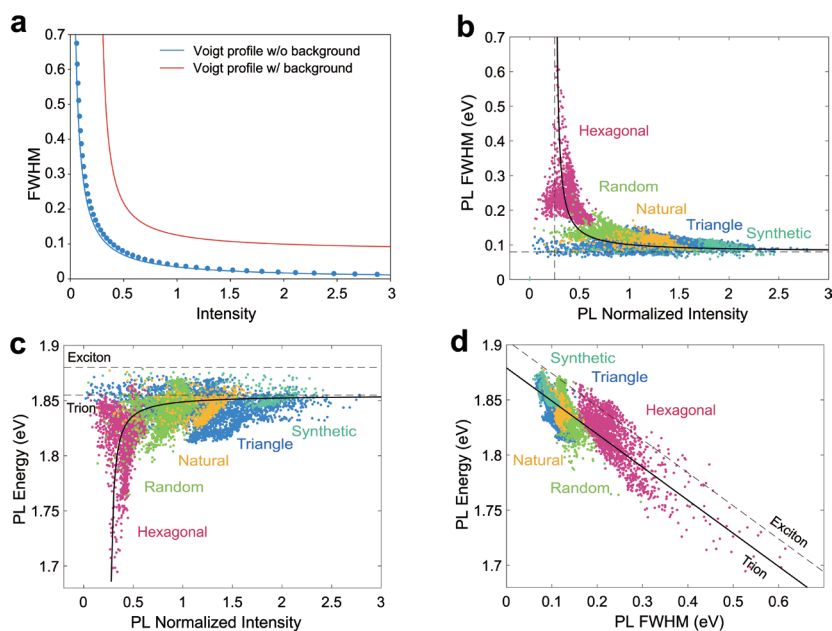 a
0.7
0.6
0.5
0.4
0.3
0.2
0.1
0
FWHM
Voigt profile w/o background
Voigt profile w/ background
0
0.5
1
1.5
2
2.5
3
Intensity
b
0.7
0.6
0.5
0.4
0.3
0.2
0.1
0
PL FWHM (eV)
Hexagonal
Random
Natural
Triangle
Synthetic
0
0.5
1
1.5
2
2.5
3
PL Normalized Intensity
c
1.9
1.85
1.8
1.75
1.7
PL Energy (eV)
Exciton
Trion
Synthetic
Triangle
Natural
Random
Hexagonal
0
0.5
1
1.5
2
2.5
3
PL Normalized Intensity
d
1.9
1.85
1.8
1.75
1.7
PL Energy (eV)
Synthetic
Triangle
Hexagonal
Natural
Random
Exciton
Trion
0
0.1
0.2
0.3
0.4
0.5
0.6
PL FWHM (eV)